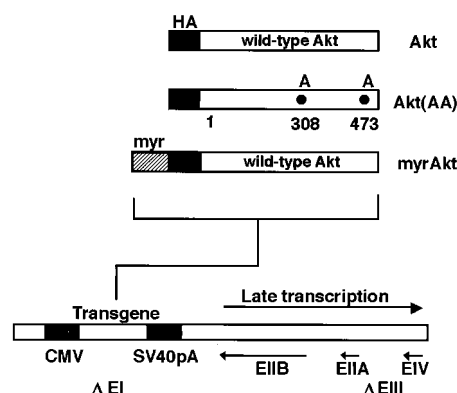 HA
wild-type Akt Akt
A A
Akt(AA)
1 308 473
myr
wild-type Akt myrAkt
Transgene Late transcription
CMV SV40pA EIIB EIIA EIV
Δ EI Δ EIII